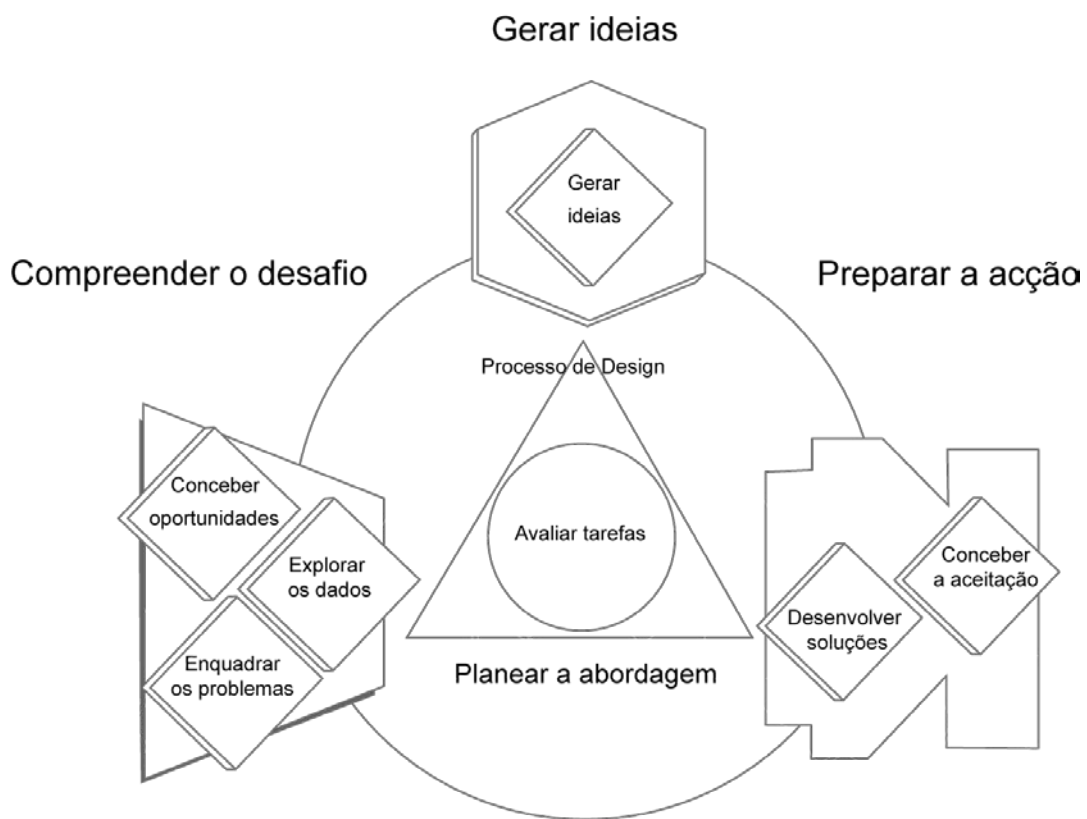 Gerar ideias
Gerar
ideias
Compreender o desafio
Preparar a acção
Processo de Design
Conceber
oportunidades
Explorar
os dados
Enquadrar
os problemas
Avaliar tarefas
Planear a abordagem
Conceber
a aceitação
Desenvolver
soluções